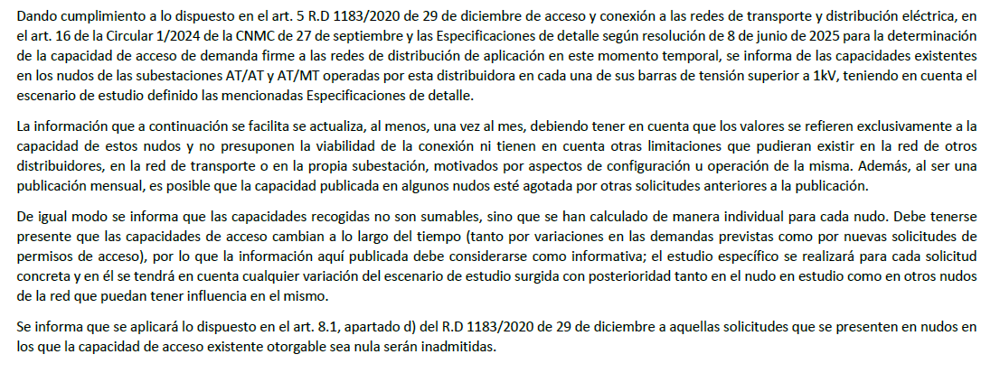 Dando cumplimiento a lo dispuesto en el art. 5 R.D 1183/2020 de 29 de diciembre de acceso y conexión a las redes de transporte y distribución eléctrica, en
el art. 16 de la Circular 1/2024 de la CNMC de 27 de septiembre y las Especificaciones de detalle según resolución de 8 de junio de 2025 para la determinación
de la capacidad de acceso de demanda firme a las redes de distribución de aplicación en este momento temporal, se informa de las capacidades existentes
en los nudos de las subestaciones AT/AT y AT/MT operadas por esta distribuidora en cada una de sus barras de tensión superior a 1kV, teniendo en cuenta el
escenario de estudio definido las mencionadas Especificaciones de detalle.
La información que a continuación se facilita se actualiza, al menos, una vez al mes, debiendo tener en cuenta que los valores se refieren exclusivamente a la
capacidad de estos nudos y no presuponen la viabilidad de la conexión ni tienen en cuenta otras limitaciones que pudieran existir en la red de otros
distribuidores, en la red de transporte o en la propia subestación, motivados por aspectos de configuración u operación de la misma. Además, al ser una
publicación mensual, es posible que la capacidad publicada en algunos nudos esté agotada por otras solicitudes anteriores a la publicación.
De igual modo se informa que las capacidades recogidas no son sumables, sino que se han calculado de manera individual para cada nudo. Debe tenerse
presente que las capacidades de acceso cambian a lo largo del tiempo (tanto por variaciones en las demandas previstas como por nuevas solicitudes de
permisos de acceso), por lo que la información aquí publicada debe considerarse como informativa; el estudio específico se realizará para cada solicitud
concreta y en él se tendrá en cuenta cualquier variación del escenario de estudio surgida con posterioridad tanto en el nudo en estudio como en otros nudos
de la red que puedan tener influencia en el mismo.
Se informa que se aplicará lo dispuesto en el art. 8.1, apartado d) del R.D 1183/2020 de 29 de diciembre a aquellas solicitudes que se presenten en nudos en
los que la capacidad de acceso existente otorgable sea nula serán inadmitidas.